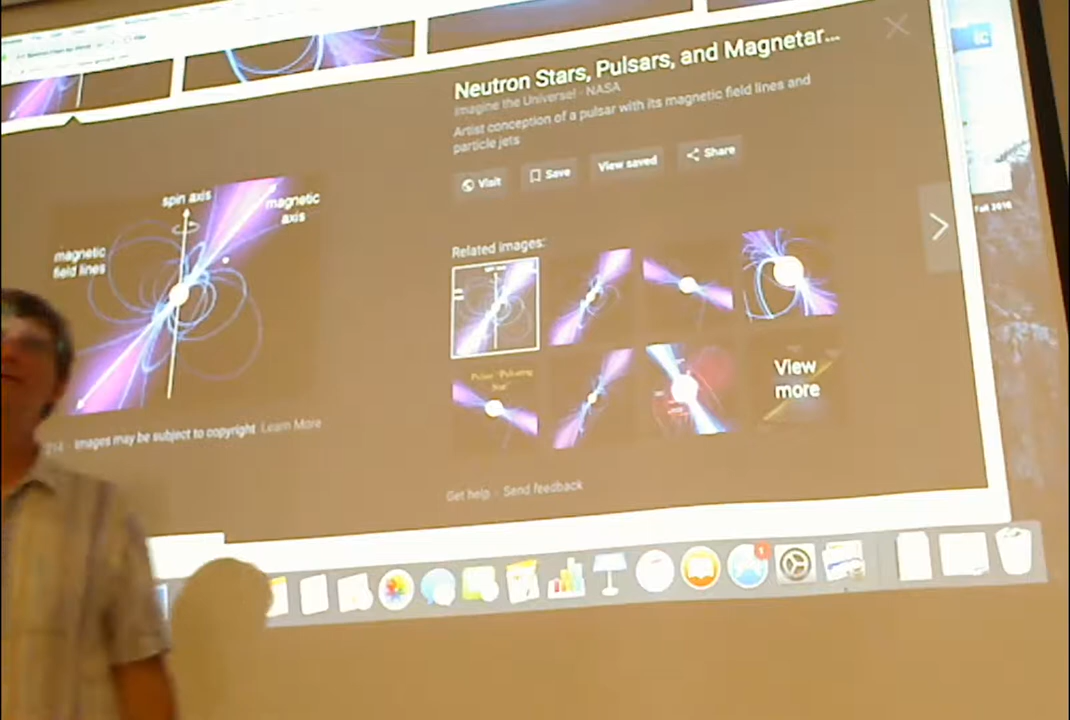 Neutron Stars, Pulsars, and Magnetar...
Imagine the Universe! - NASA
Artist conception of a pulsar with its magnetic field lines and
particle jets
Visit
Save
View saved
Share
spin axis
magnetic
axis
magnetic
field lines
Related images:
View
more
Images may be subject to copyright. Learn More
Get help - Send feedback
1